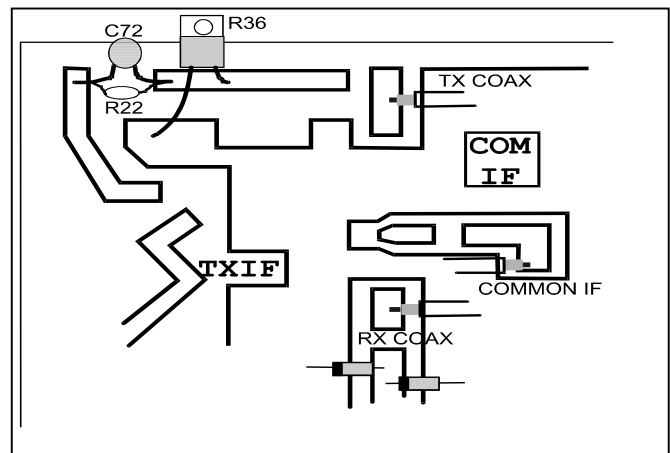 C72
R36
R22
TX COAX
COM
IF
TXIF
COMMON IF
RX COAX